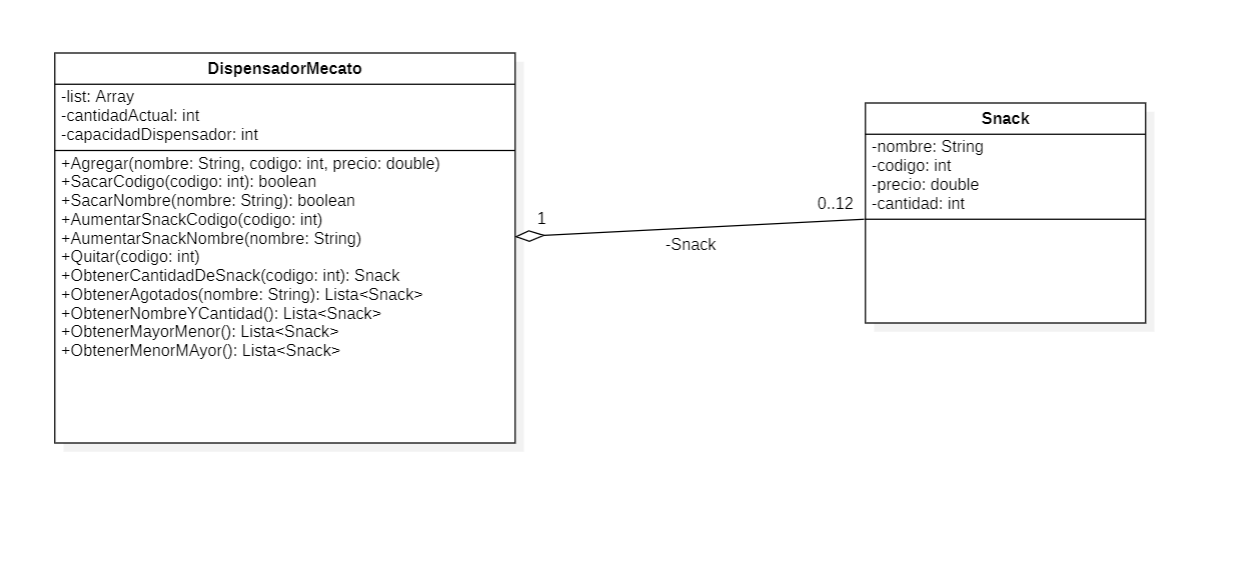 DispensadorMecato
-list: Array
-cantidadActual: int
-capacidadDispensador: int
+Agregar(nombre: String, codigo: int, precio: double)
+SacarCodigo(codigo: int): boolean
+SacarNombre(nombre: String): boolean
+AumentarSnackCodigo(codigo: int)
+AumentarSnackNombre(nombre: String)
+Quitar(codigo: int)
+ObtenerCantidadDeSnack(codigo: int): Snack
+ObtenerAgotados(nombre: String): Lista<Snack>
+ObtenerNombreYCantidad(): Lista<Snack>
+ObtenerMayorMenor(): Lista<Snack>
+ObtenerMenorMAyor(): Lista<Snack>
1
0..12
-Snack
Snack
-nombre: String
-codigo: int
-precio: double
-cantidad: int